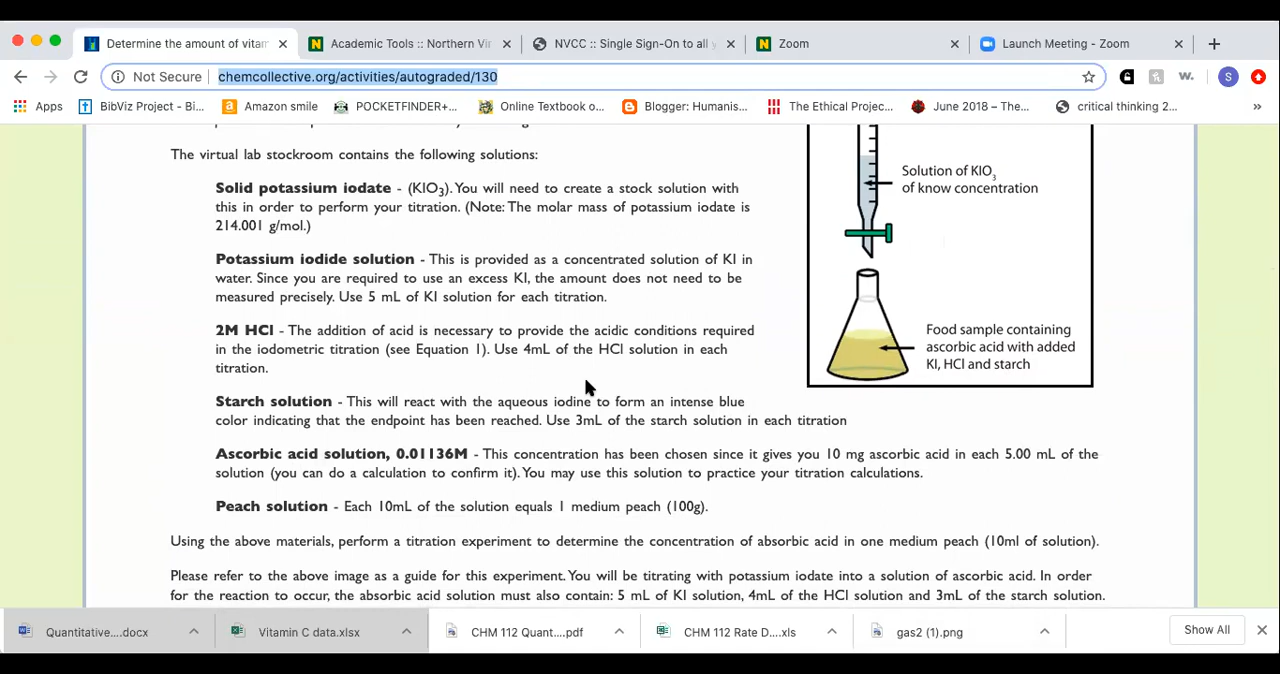 Determine the amount of vitam
Academic Tools :: Northern Vir
NVCC :: Single Sign-On to all y
Zoom
Launch Meeting - Zoom
Not Secure
chemcollective.org/activities/autograded/130
S
Apps
BibViz Project - Bi...
Amazon smile
POCKETFINDER+...
Online Textbook o...
Blogger: Humanis...
The Ethical Projec...
June 2018 – The...
critical thinking 2...
The virtual lab stockroom contains the following solutions:
Solid potassium iodate - (KIO3). You will need to create a stock solution with
this in order to perform your titration. (Note: The molar mass of potassium iodate is
214.001 g/mol.)
Potassium iodide solution - This is provided as a concentrated solution of KI in
water. Since you are required to use an excess KI, the amount does not need to be
measured precisely. Use 5 mL of KI solution for each titration.
2M HCl - The addition of acid is necessary to provide the acidic conditions required
in the iodometric titration (see Equation 1). Use 4mL of the HCl solution in each
titration.
Starch solution - This will react with the aqueous iodine to form an intense blue
color indicating that the endpoint has been reached. Use 3mL of the starch solution in each titration
Ascorbic acid solution, 0.01136M - This concentration has been chosen since it gives you 10 mg ascorbic acid in each 5.00 mL of the
solution (you can do a calculation to confirm it). You may use this solution to practice your titration calculations.
Peach solution - Each 10mL of the solution equals 1 medium peach (100g).
Using the above materials, perform a titration experiment to determine the concentration of absorbic acid in one medium peach (10ml of solution).
Please refer to the above image as a guide for this experiment. You will be titrating with potassium iodate into a solution of ascorbic acid. In order
for the reaction to occur, the absorbic acid solution must also contain: 5 mL of KI solution, 4mL of the HCl solution and 3mL of the starch solution.
Solution of KIO3
of know concentration
Food sample containing
ascorbic acid with added
KI, HCl and starch
Quantitative....docx
Vitamin C data.xlsx
CHM 112 Quant....pdf
CHM 112 Rate D....xls
gas2 (1).png
Show All